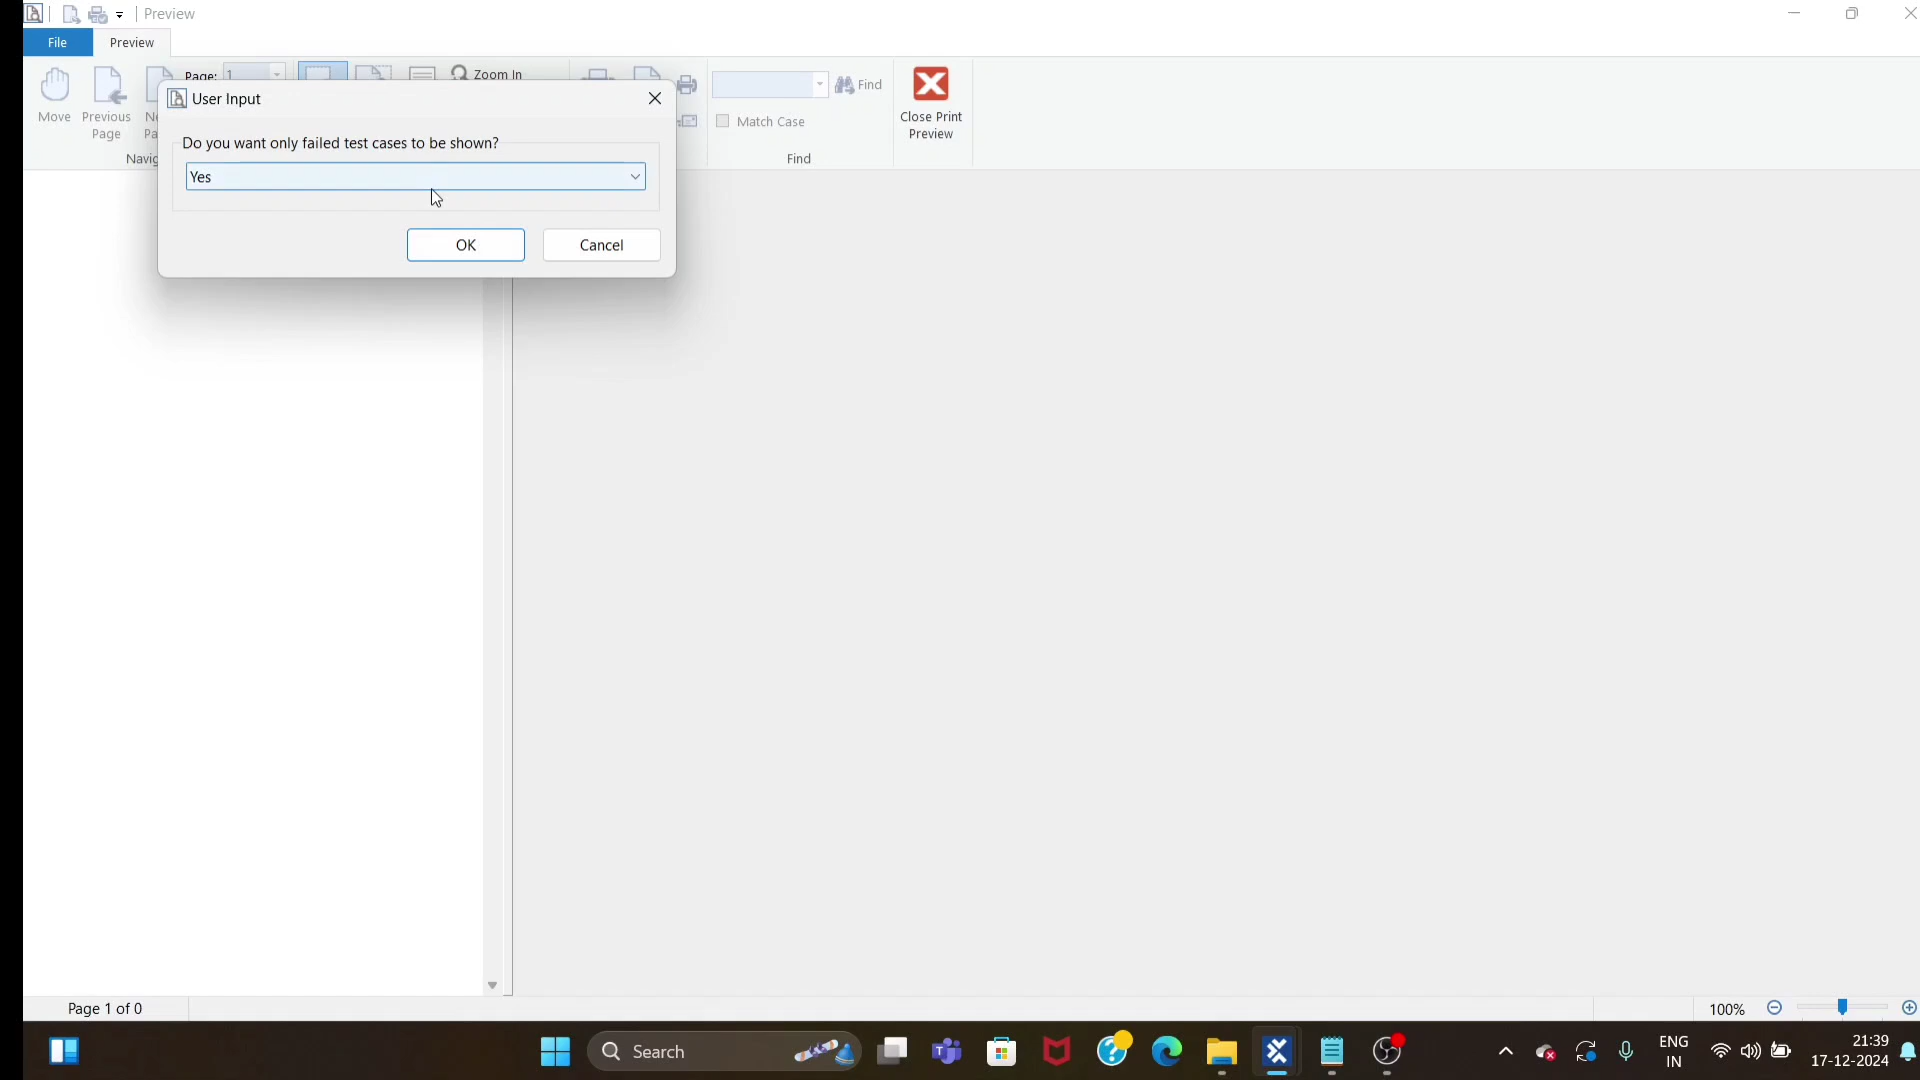 Preview
File
Preview
Page: 1
Zoom In
User Input
Find
Move
Previous Page
Match Case
Close Print Preview
Do you want only failed test cases to be shown?
Find
Yes
OK
Cancel
Page 1 of 0
100%
Search
ENG
IN
21:39
17-12-2024